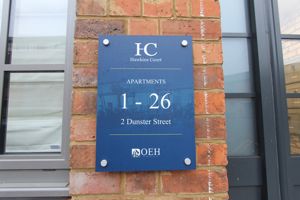 HC
Hawkins Court
APARTMENTS
1 - 26
2 Dunster Street
OEH